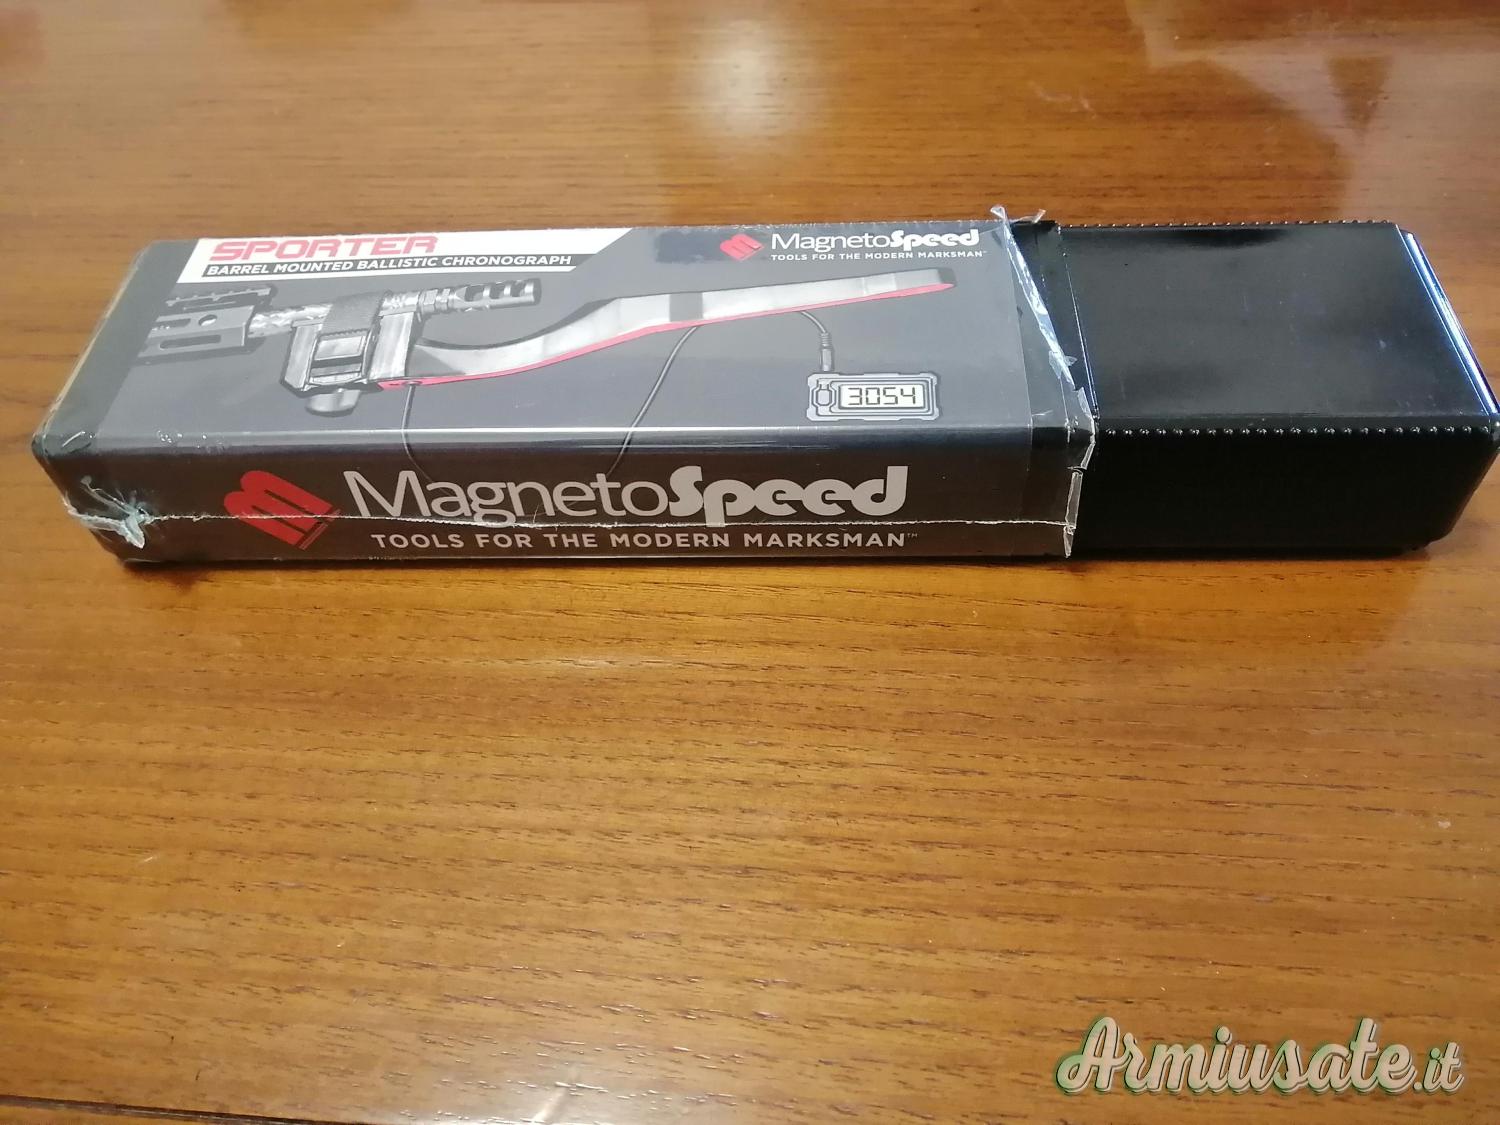 SPORTER
BARREL MOUNTED BALLISTIC CHRONOGRAPH
MagnetoSpeed
TOOLS FOR THE MODERN MARKSMAN™
3054
MagnetoSpeed
TOOLS FOR THE MODERN MARKSMAN™
Armiusate.it